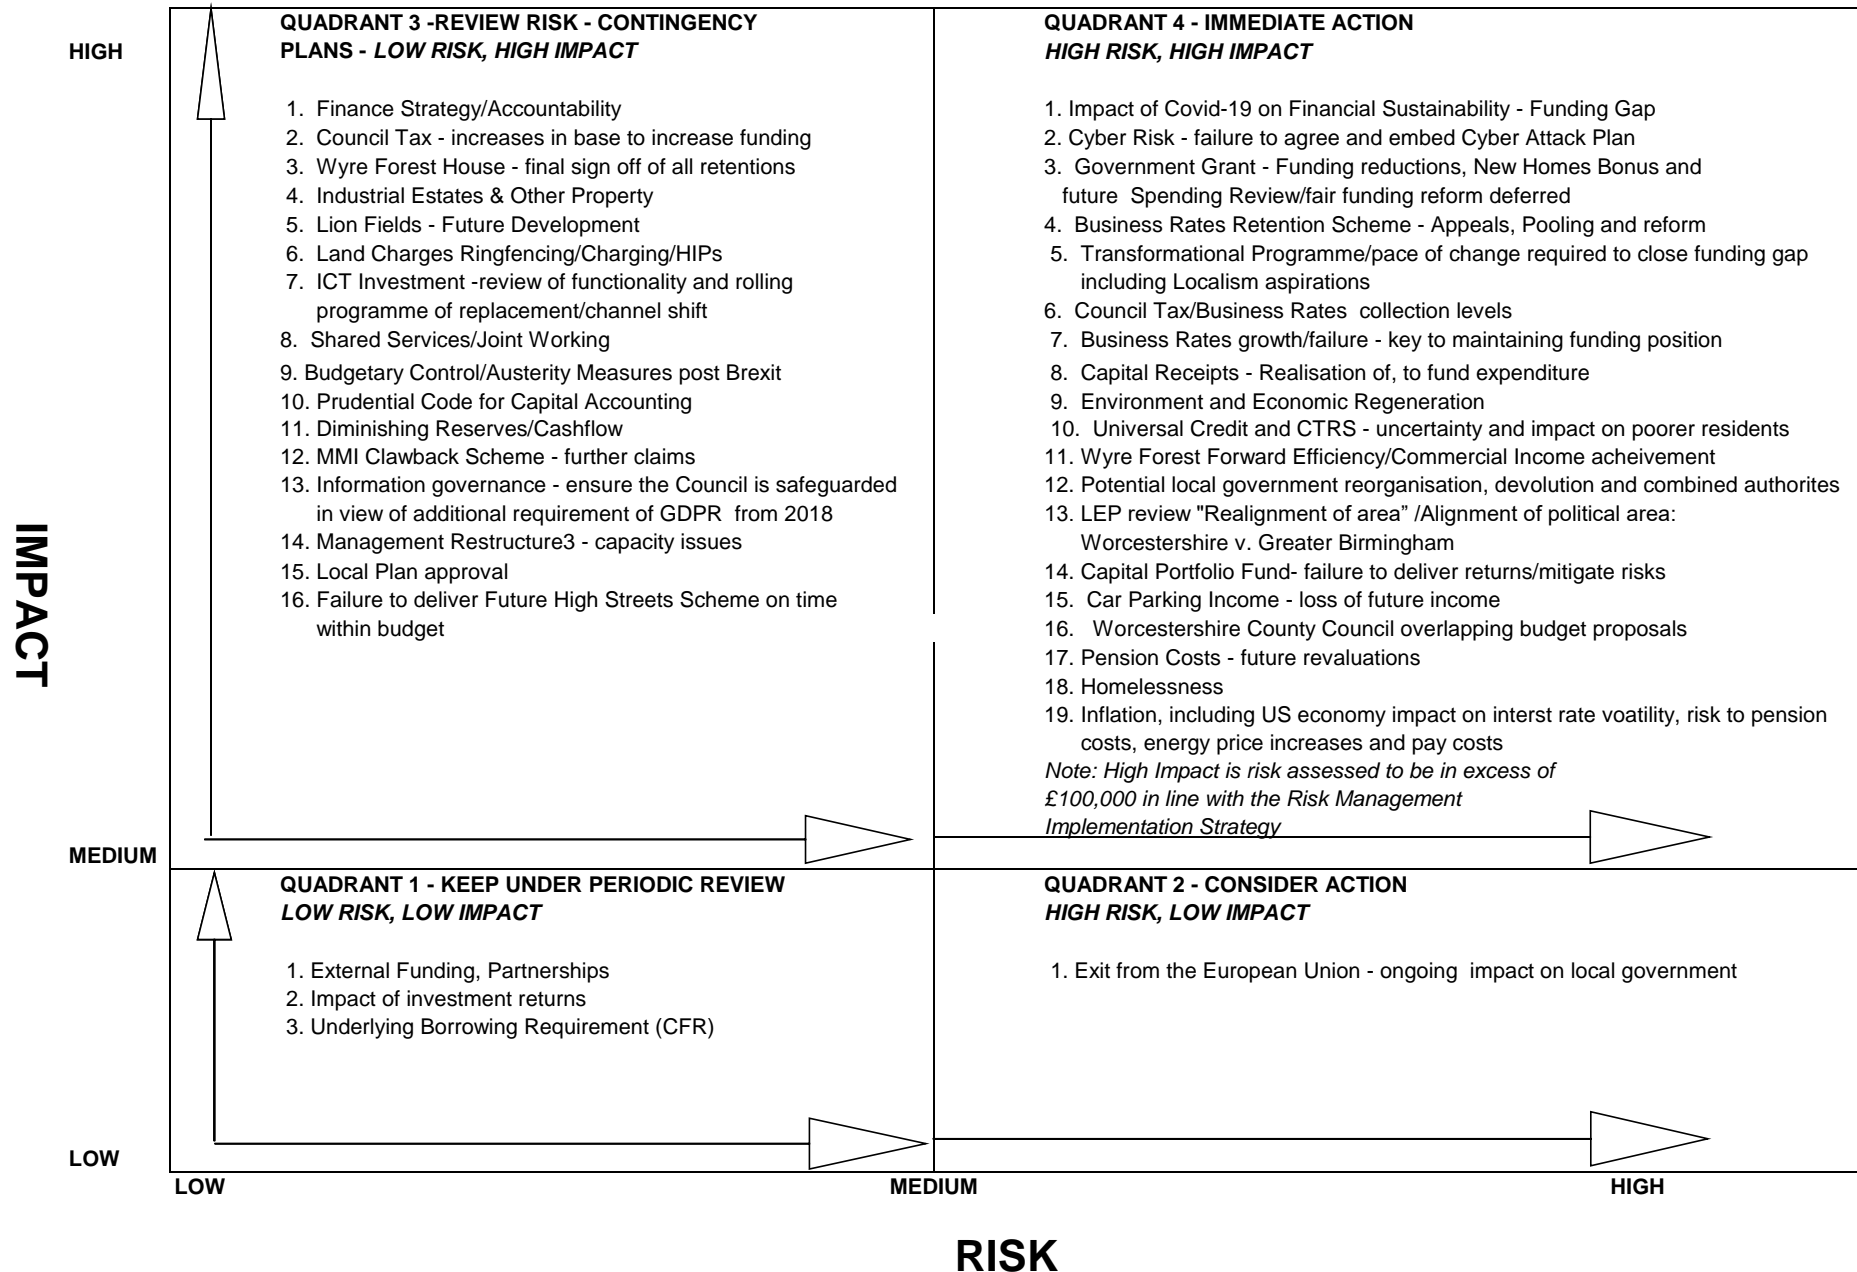 HIGH
QUADRANT 3 -REVIEW RISK - CONTINGENCY
PLANS - LOW RISK, HIGH IMPACT
1. Finance Strategy/Accountability
2. Council Tax - increases in base to increase funding
3. Wyre Forest House - final sign off of all retentions
4. Industrial Estates & Other Property
5. Lion Fields - Future Development
6. Land Charges Ringfencing/Charging/HIPs
7. ICT Investment -review of functionality and rolling
programme of replacement/channel shift
8. Shared Services/Joint Working
9. Budgetary Control/Austerity Measures post Brexit
10. Prudential Code for Capital Accounting
11. Diminishing Reserves/Cashflow
12. MMI Clawback Scheme - further claims
13. Information governance - ensure the Council is safeguarded
in view of additional requirement of GDPR from 2018
14. Management Restructure3 - capacity issues
15. Local Plan approval
16. Failure to deliver Future High Streets Scheme on time
within budget
QUADRANT 4 - IMMEDIATE ACTION
HIGH RISK, HIGH IMPACT
1. Impact of Covid-19 on Financial Sustainability - Funding Gap
2. Cyber Risk - failure to agree and embed Cyber Attack Plan
3. Government Grant - Funding reductions, New Homes Bonus and
future Spending Review/fair funding reform deferred
4. Business Rates Retention Scheme - Appeals, Pooling and reform
5. Transformational Programme/pace of change required to close funding gap
including Localism aspirations
6. Council Tax/Business Rates collection levels
7. Business Rates growth/failure - key to maintaining funding position
8. Capital Receipts - Realisation of, to fund expenditure
9. Environment and Economic Regeneration
10. Universal Credit and CTRS - uncertainty and impact on poorer residents
11. Wyre Forest Forward Efficiency/Commercial Income acheivement
12. Potential local government reorganisation, devolution and combined authorites
13. LEP review "Realignment of area” /Alignment of political area:
Worcestershire v. Greater Birmingham
14. Capital Portfolio Fund- failure to deliver returns/mitigate risks
15. Car Parking Income - loss of future income
16. Worcestershire County Council overlapping budget proposals
17. Pension Costs - future revaluations
18. Homelessness
19. Inflation, including US economy impact on interst rate voatility, risk to pension
costs, energy price increases and pay costs
Note: High Impact is risk assessed to be in excess of
£100,000 in line with the Risk Management
Implementation Strategy
IMPACT
MEDIUM
QUADRANT 1 - KEEP UNDER PERIODIC REVIEW
LOW RISK, LOW IMPACT
1. External Funding, Partnerships
2. Impact of investment returns
3. Underlying Borrowing Requirement (CFR)
QUADRANT 2 - CONSIDER ACTION
HIGH RISK, LOW IMPACT
1. Exit from the European Union - ongoing impact on local government
LOW
LOW
MEDIUM
HIGH
RISK